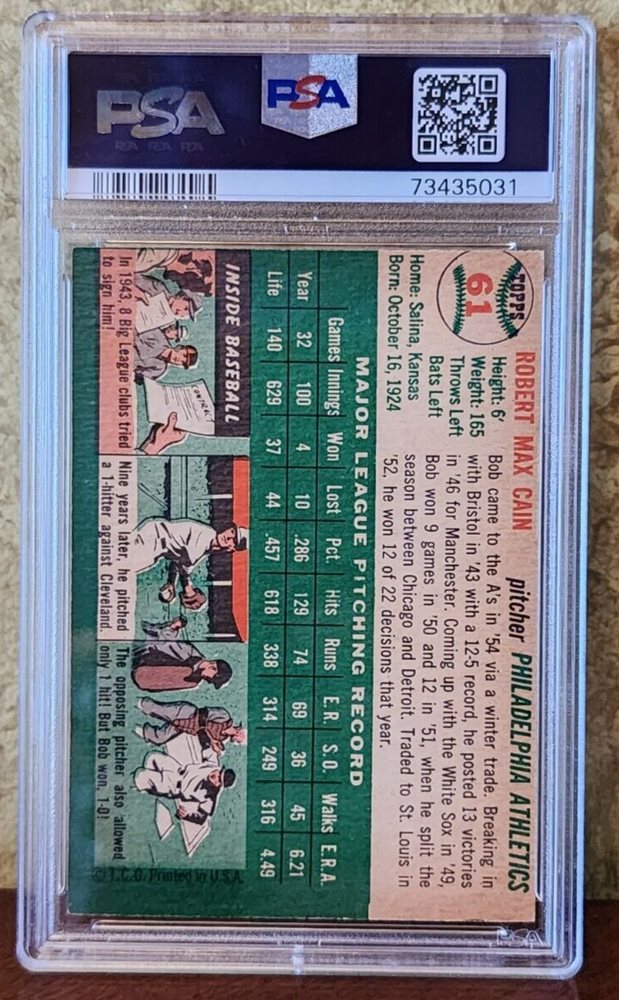 PSA
PSA
PSA PSA PSA
73435031
TOPPS
61
ROBERT MAX CAIN pitcher PHILADELPHIA ATHLETICS
Height: 6'
Weight: 165
Throws Left
Bats Left
Home: Salina, Kansas
Born: October 16, 1924
Bob came to the A's in '54 via a winter trade. Breaking in
with Bristol in '43 with a 12-5 record, he posted 13 victories
in '46 for Manchester. Coming up with the White Sox in '49,
Bob won 9 games in '50 and 12 in '51, when he split the
season between Chicago and Detroit. Traded to St. Louis in
'52, he won 12 of 22 decisions that year.
MAJOR LEAGUE PITCHING RECORD
Games Innings Won Lost Pct. Hits Runs E.R. S.O. Walks E.R.A.
Year 32 100 4 10 .286 129 74 69 36 45 6.21
Life 140 629 37 44 .457 618 338 314 249 316 4.49
INSIDE BASEBALL
CONTRACT
In 1943, 8 Big League clubs tried
to sign him!
Nine years later, he pitched
a 1-hitter against Cleveland.
The opposing pitcher also allowed
only 1 hit! But Bob won, 1-0!
© T.C.G. Printed in U.S.A.
PSA